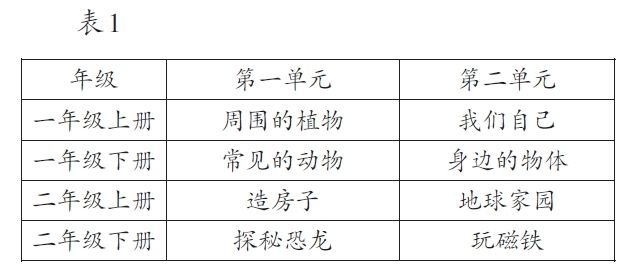 表1
年级 第一单元 第二单元
一年级上册 周围的植物 我们自己
一年级下册 常见的动物 身边的物体
二年级上册 造房子 地球家园
二年级下册 探秘恐龙 玩磁铁